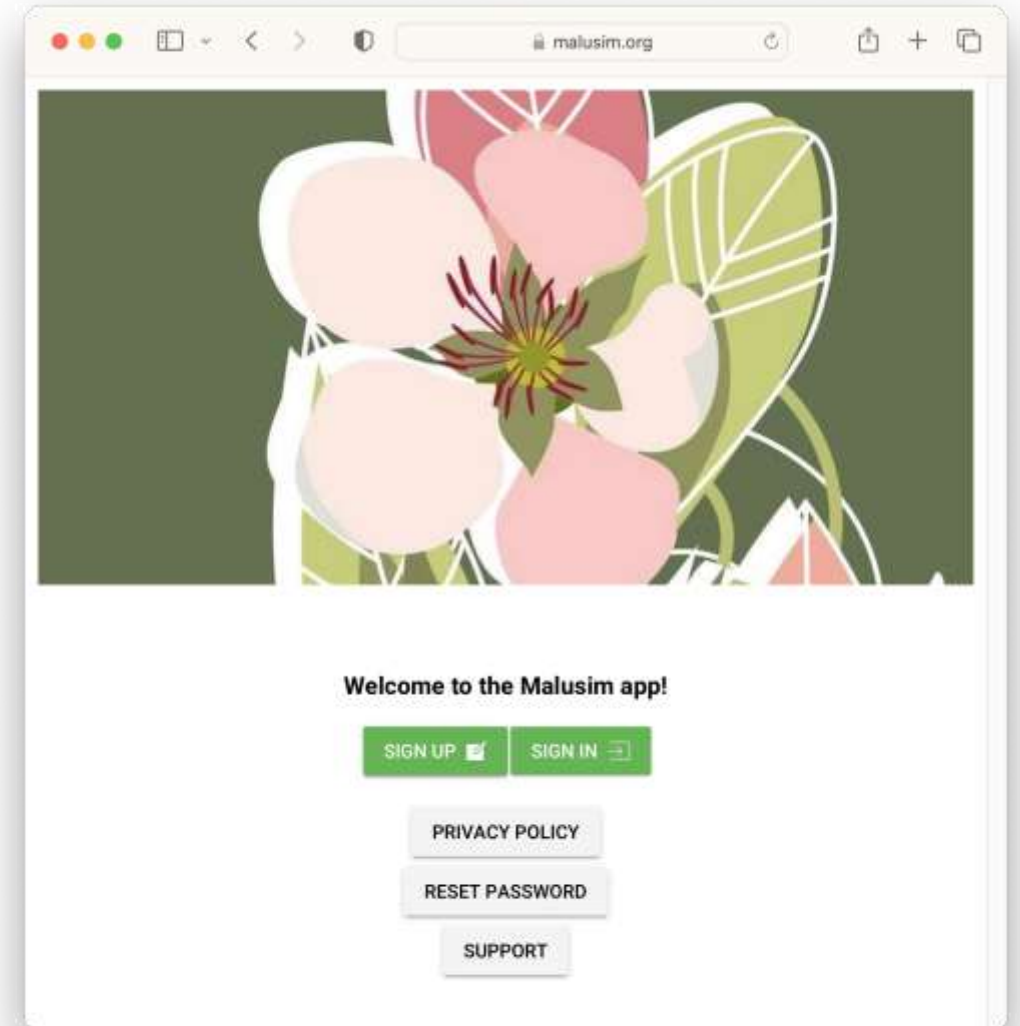 malusim.org
Welcome to the Malusim app!
SIGN UP SIGN IN
PRIVACY POLICY
RESET PASSWORD
SUPPORT